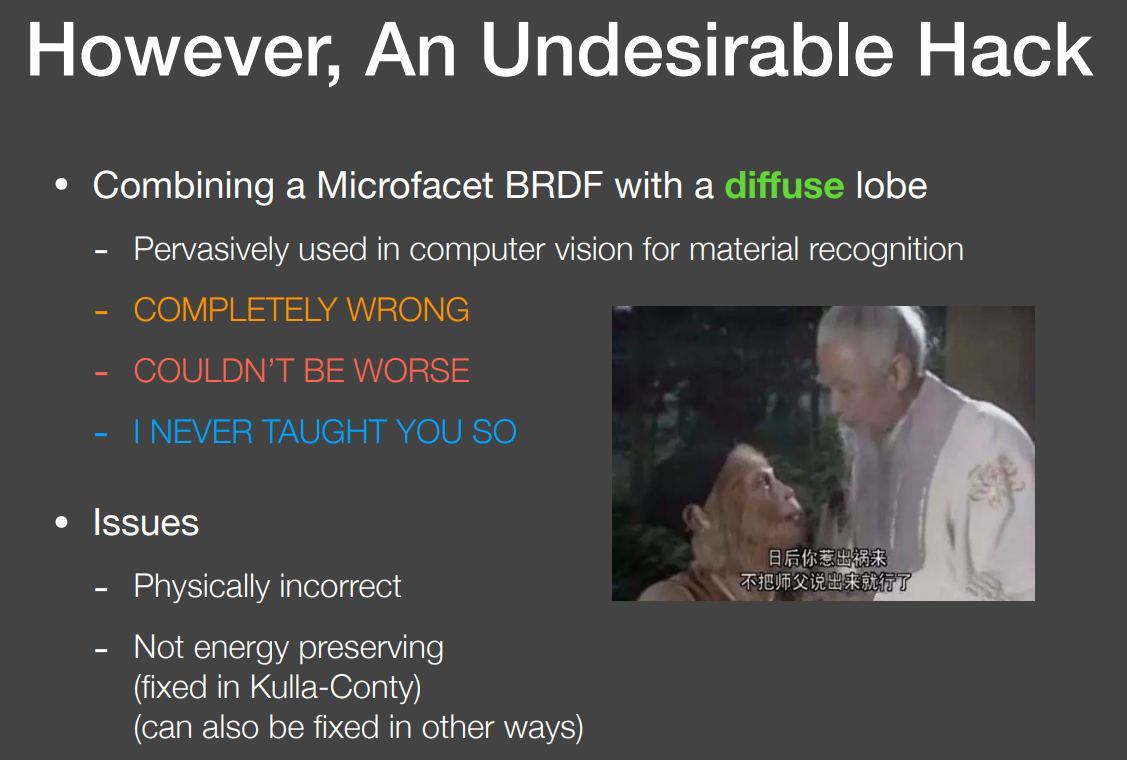 However, An Undesirable Hack
• Combining a Microfacet BRDF with a diffuse lobe
- Pervasively used in computer vision for material recognition
- COMPLETELY WRONG
- COULDN'T BE WORSE
- I NEVER TAUGHT YOU SO
日后你惹出祸来
不把师父说出来就行了
• Issues
- Physically incorrect
- Not energy preserving
(fixed in Kulla-Conty)
(can also be fixed in other ways)